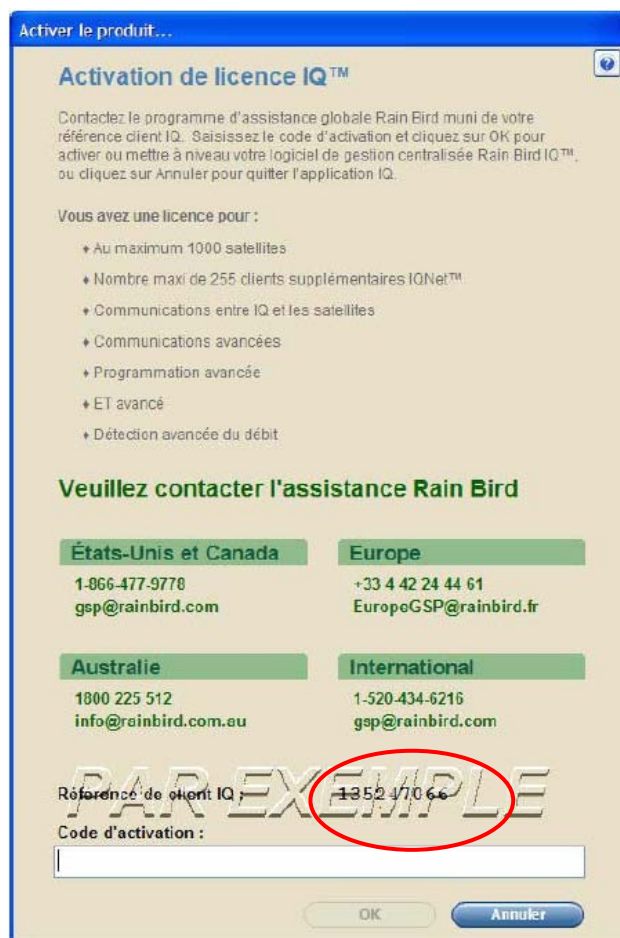 Activer le produit...
Activation de licence IQ™
Contactez le programme d'assistance globale Rain Bird muni de votre
référence client IQ. Saisissez le code d'activation et cliquez sur OK pour
activer ou mettre à niveau votre logiciel de gestion centralisée Rain Bird IQ™,
ou cliquez sur Annuler pour quitter l'application IQ.
Vous avez une licence pour :
♦ Au maximum 1000 satellites
♦ Nombre maxi de 255 clients supplémentaires IQNet™
♦ Communications entre IQ et les satellites
♦ Communications avancées
♦ Programmation avancée
♦ ET avancé
♦ Détection avancée du débit
Veuillez contacter l'assistance Rain Bird
États-Unis et Canada
1-866-477-9778
gsp@rainbird.com
Europe
+33 4 42 24 44 61
EuropeGSP@rainbird.fr
Australie
1800 225 512
info@rainbird.com.au
International
1-520-434-6216
gsp@rainbird.com
PAR EXEMPLE
Référence de client IQ : 135247066
Code d'activation :
OK Annuler